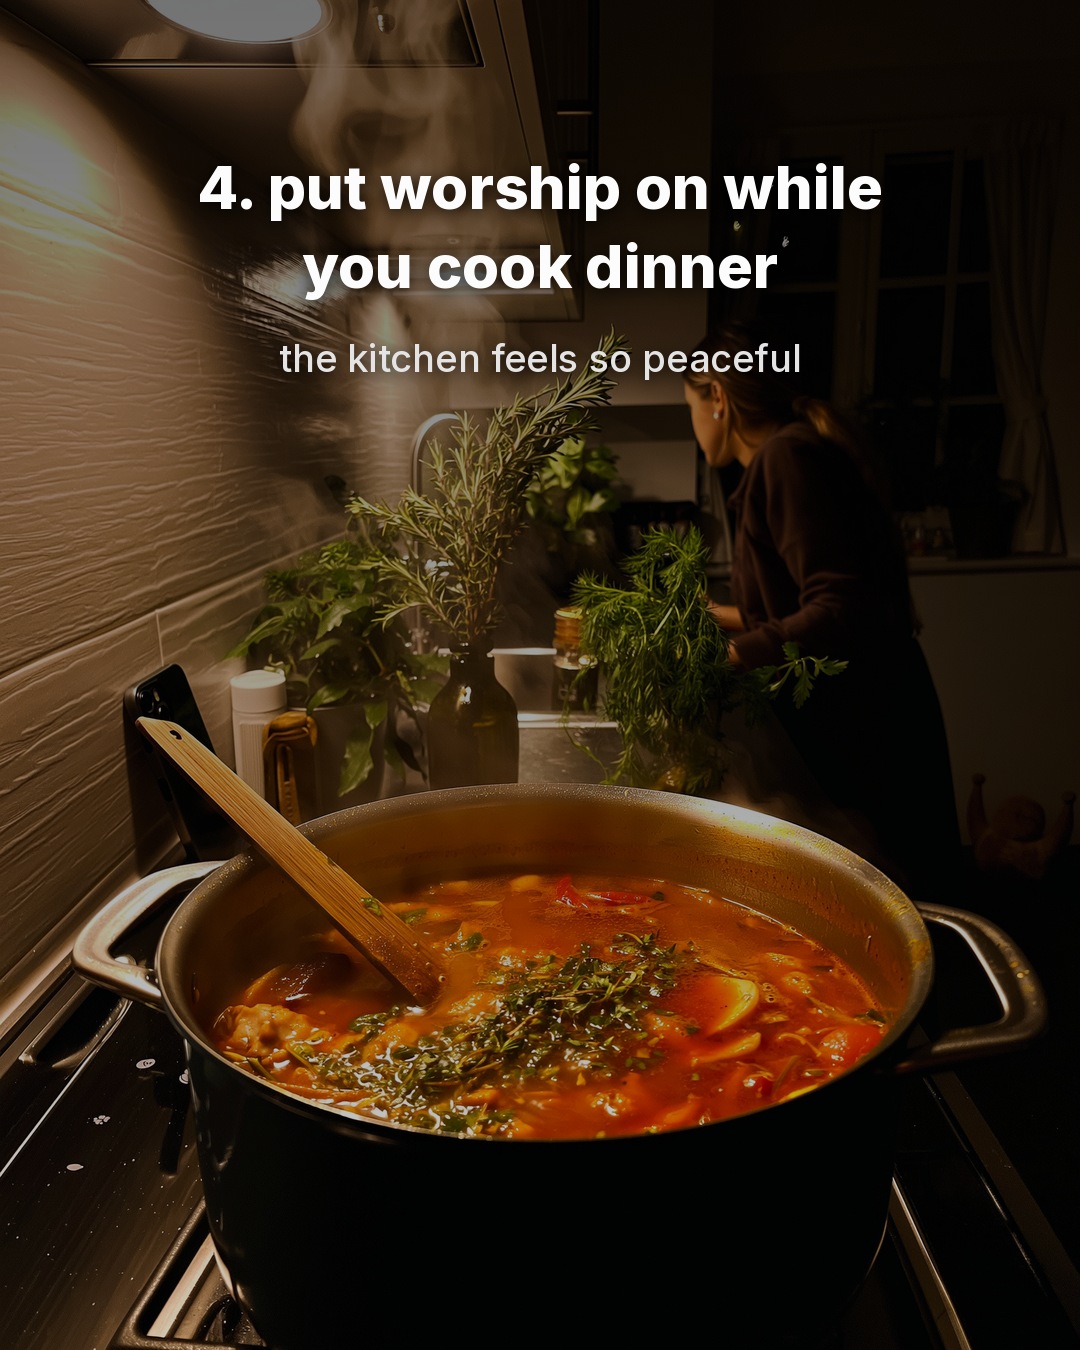 4. put worship on while
you cook dinner
the kitchen feels so peaceful